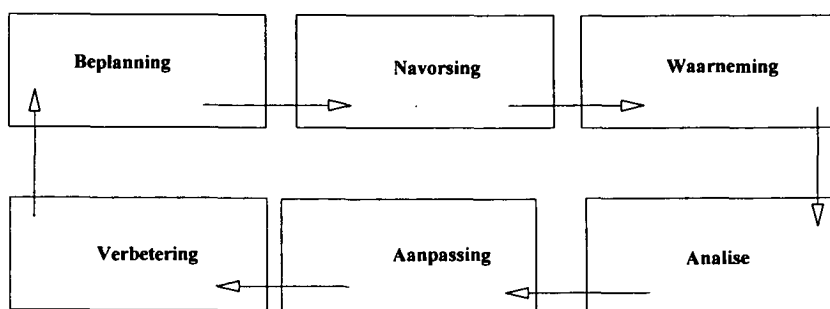 Beplanning
Navorsing
Waarneming
Verbetering
Aanpassing
Analise